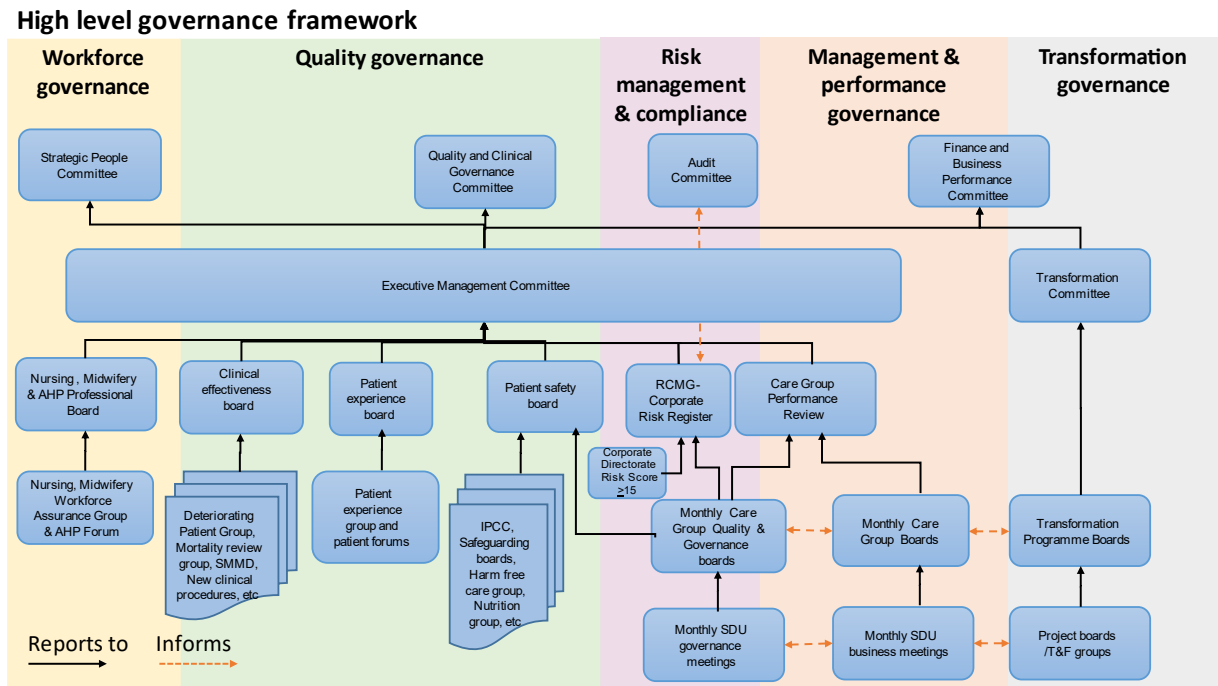 High level governance framework
Workforce
governance
Quality governance
Risk
management
& compliance
Management &
performance
governance
Transformation
governance
Strategic People
Committee
Quality and Clinical
Governance
Committee
Audit
Committee
Finance and
Business
Performance
Committee
Executive Management Committee
Transformation
Committee
Nursing , Midwifery
& AHP Professional
Board
Clinical
effectiveness
board
Patient
experience board
Patient safety
board
RCMG-
Corporate
Risk Register
Care Group
Performance
Review
Corporate
Directorate
Risk Score
≥15
Nursing, Midwifery
Workforce
Assurance Group
& AHP Forum
Deteriorating
Patient Group,
Mortality review
group, SMMD,
New clinical
procedures, etc
Patient
experience
group and
patient forums
IPCC,
Safeguarding
boards,
Harm free
care group,
Nutrition
group, etc
Monthly Care
Group Quality &
Governance
boards
Monthly Care
Group Boards
Transformation
Programme Boards
Monthly SDU
governance
meetings
Monthly SDU
business meetings
Project boards
/T&F groups
Reports to
Informs